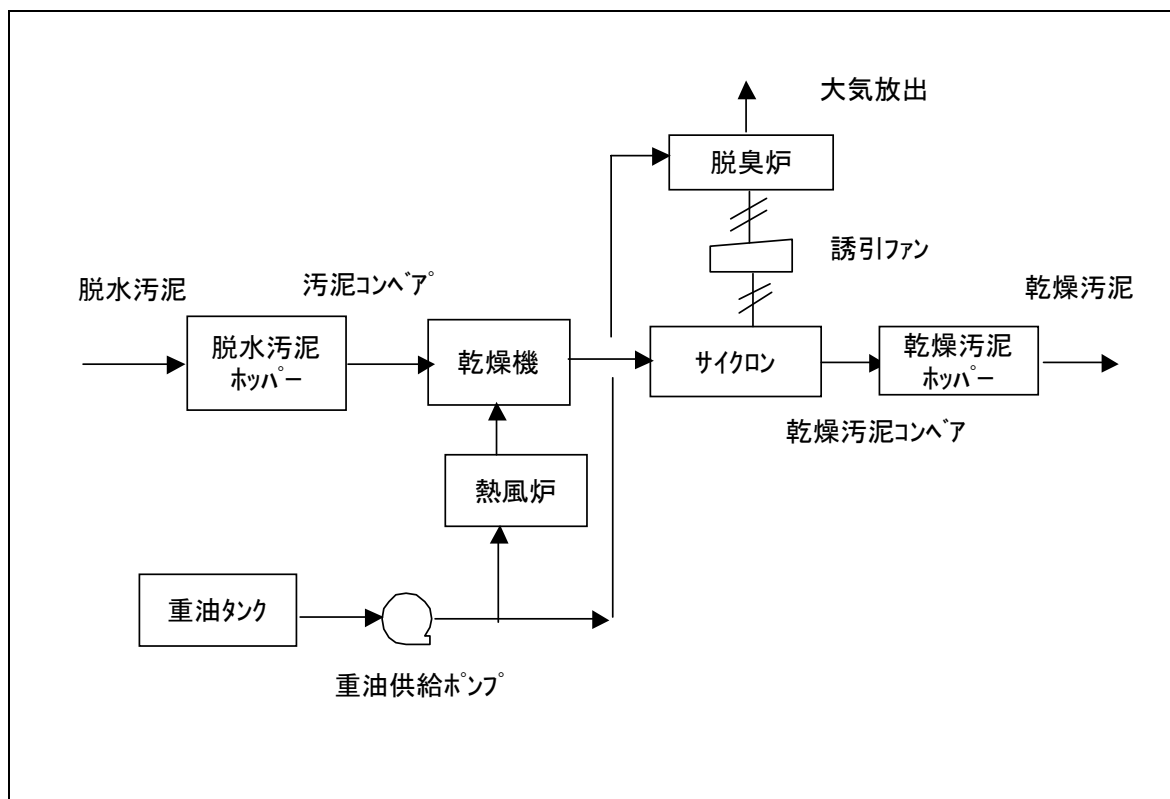 大気放出
脱臭炉
誘引ファン
脱水汚泥
汚泥ｺﾝﾍﾞｱﾟ
乾燥汚泥
脱水汚泥
ﾎｯﾊﾟｰ
乾燥機
サイクロン
乾燥汚泥
ﾎｯﾊﾟｰ
乾燥汚泥ｺﾝﾍﾞｱ
熱風炉
重油ﾀﾝｸ
重油供給ﾎﾟﾝﾌﾟ